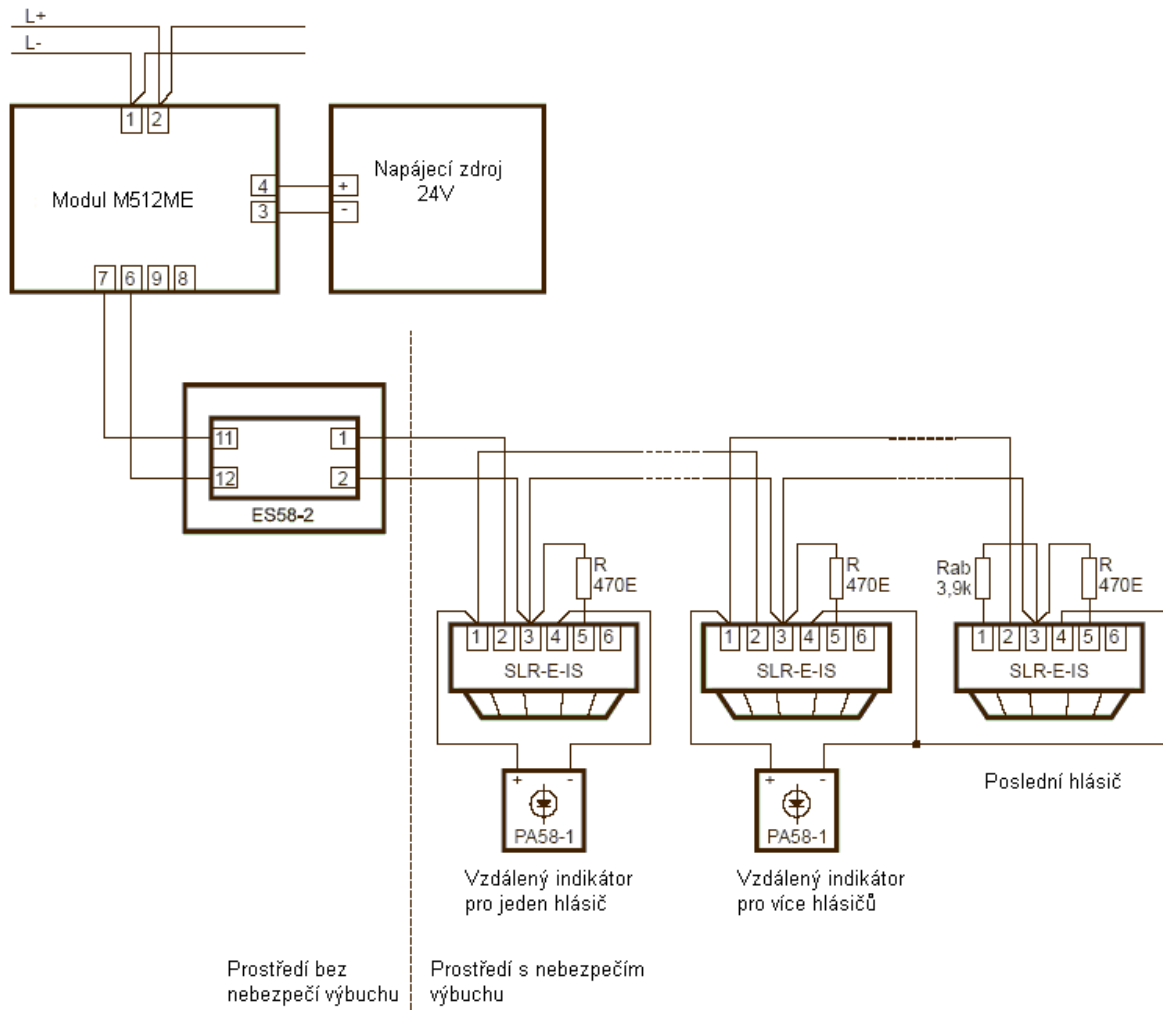 L+
L-
1 2
Modul M512ME
4
3
7 6 9 8
+
-
Napájecí zdroj
24V
11
12
1
2
ES58-2
R
470E
R
470E
Rab
3,9k
R
470E
1 2 3 4 5 6
SLR-E-IS
1 2 3 4 5 6
SLR-E-IS
1 2 3 4 5 6
SLR-E-IS
+ -
PA58-1
+ -
PA58-1
Poslední hlásič
Vzdálený indikátor
pro jeden hlásič
Vzdálený indikátor
pro více hlásičů
Prostředí bez
nebezpečí výbuchu
Prostředí s nebezpečím
výbuchu